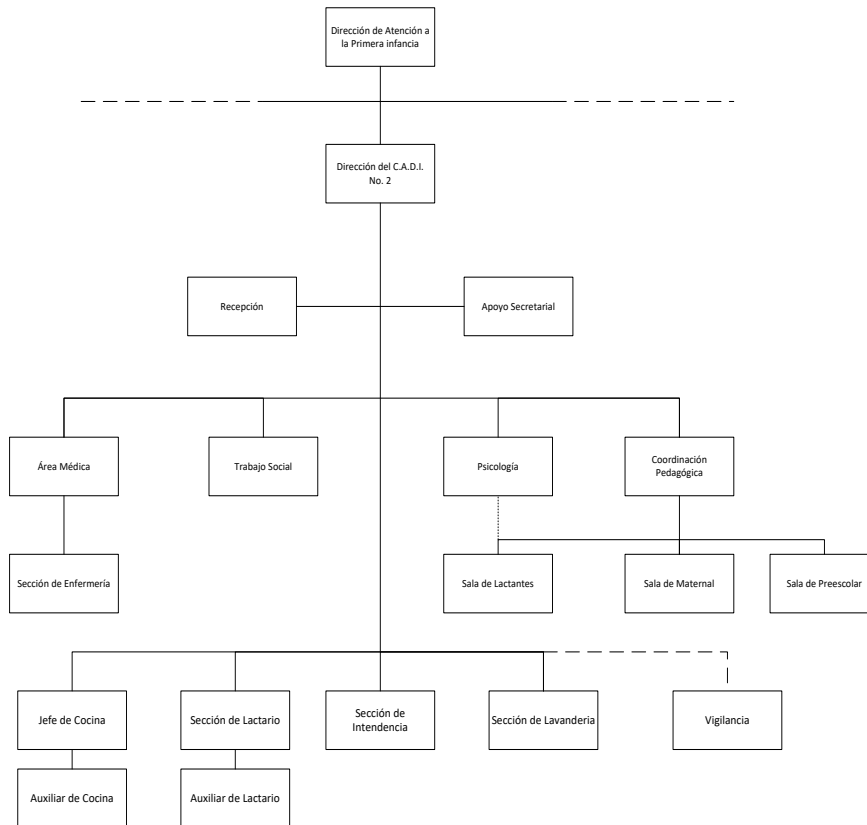 Dirección de Atención a
la Primera infancia
Dirección del C.A.D.I.
No. 2
Recepción
Apoyo Secretarial
Área Médica
Trabajo Social
Psicología
Coordinación
Pedagógica
Sección de Enfermería
Sala de Lactantes
Sala de Maternal
Sala de Preescolar
Jefe de Cocina
Sección de Lactario
Sección de
Intendencia
Sección de Lavanderia
Vigilancia
Auxiliar de Cocina
Auxiliar de Lactario